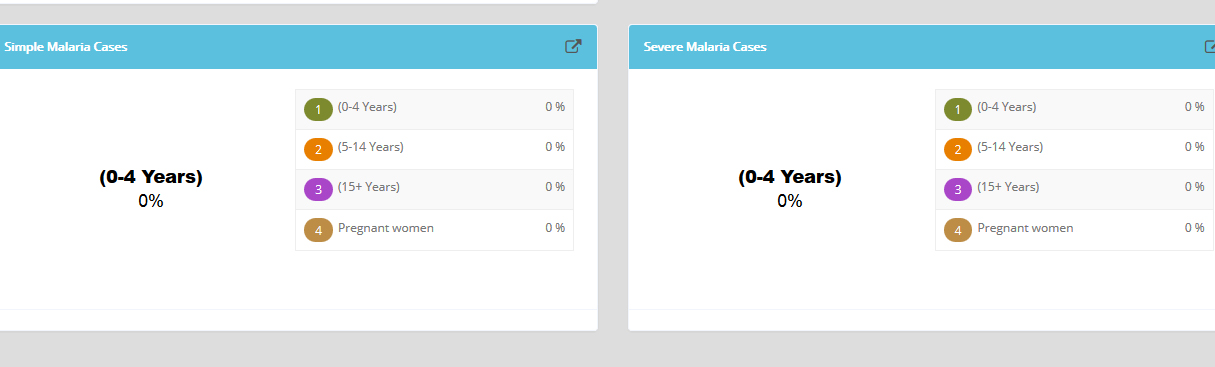 Simple Malaria Cases
(0-4 Years)
0%
1 (0-4 Years) 0 %
2 (5-14 Years) 0 %
3 (15+ Years) 0 %
4 Pregnant women 0 %
Severe Malaria Cases
(0-4 Years)
0%
1 (0-4 Years) 0 %
2 (5-14 Years) 0 %
3 (15+ Years) 0 %
4 Pregnant women 0 %